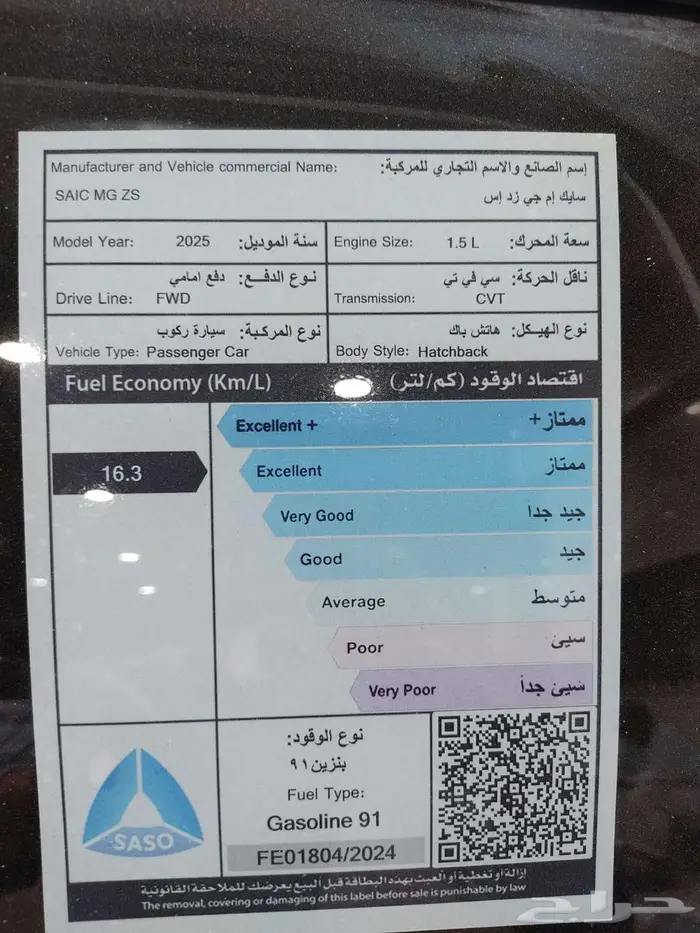 Manufacturer and Vehicle commercial Name: إسم الصانع والاسم التجاري للمركبة:
SAIC MG ZS سايك إم جي زد إس
Model Year: 2025 سنة الموديل: Engine Size: 1.5 L سعة المحرك:
نوع الدفع: دفع امامي ناقل الحركة: سي في تي
Drive Line: FWD Transmission: CVT
نوع المركبة: سيارة ركوب نوع الهيكل: هاتش باك
Vehicle Type: Passenger Car Body Style: Hatchback
Fuel Economy (Km/L) اقتصاد الوقود (كم/لتر)
Excellent + ممتاز+
16.3 Excellent ممتاز
Very Good جيد جدا
Good جيد
Average متوسط
Poor سيئ
Very Poor سيئ جداً
نوع الوقود:
بنزين ٩١
Fuel Type:
Gasoline 91
SASO
FE01804/2024
إزالة أو تغطية أو العبث بهذه البطاقة قبل البيع يعرضك للملاحقة القانونية
The removal, covering or damaging of this label before sale is punishable by law
حراج